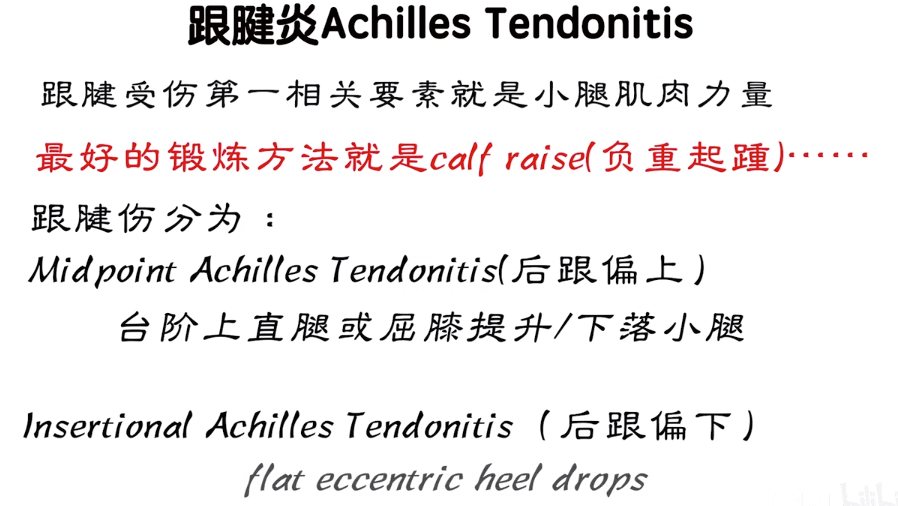 跟腱炎Achilles Tendonitis
跟腱受伤第一相关要素就是小腿肌肉力量
最好的锻炼方法就是calf raise(负重起踵)……
跟腱伤分为：
Midpoint Achilles Tendonitis(后跟偏上）
台阶上直腿或屈膝提升/下落小腿
Insertional Achilles Tendonitis（后跟偏下）
flat eccentric heel drops